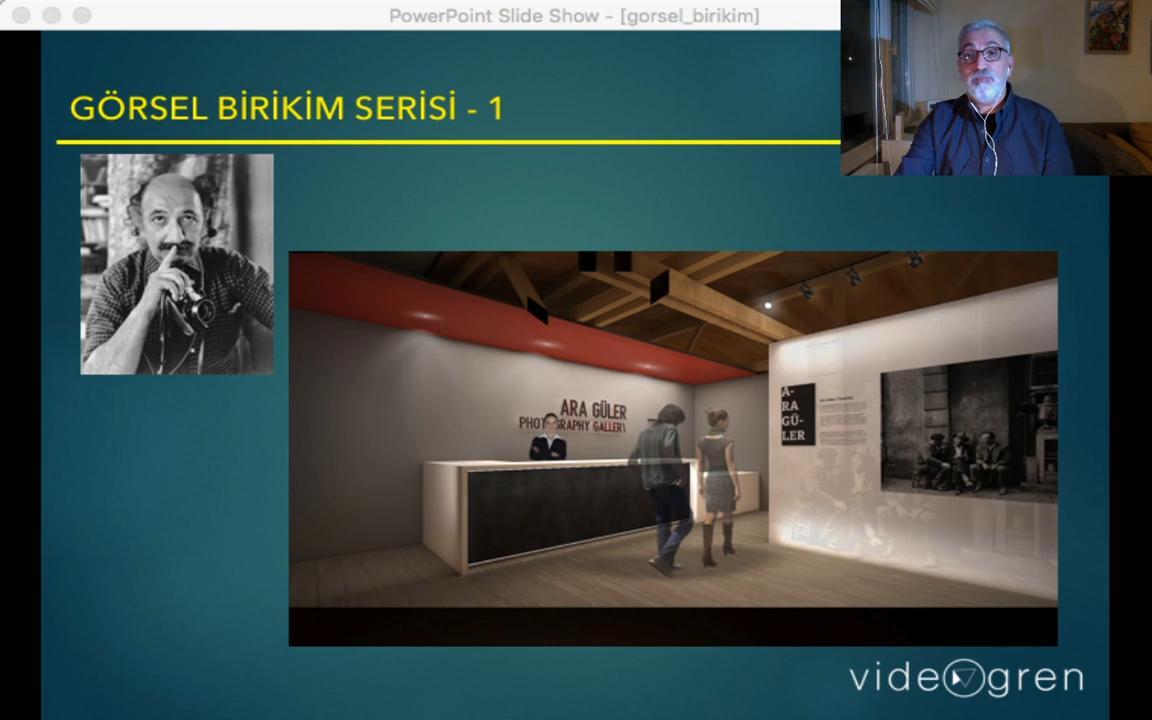 PowerPoint Slide Show - [gorsel_birikim]
GÖRSEL BİRİKİM SERİSİ - 1
ARA GÜLER
PHOTOGRAPHY GALLERY
A-
RA
GÜ-
LER
videogren